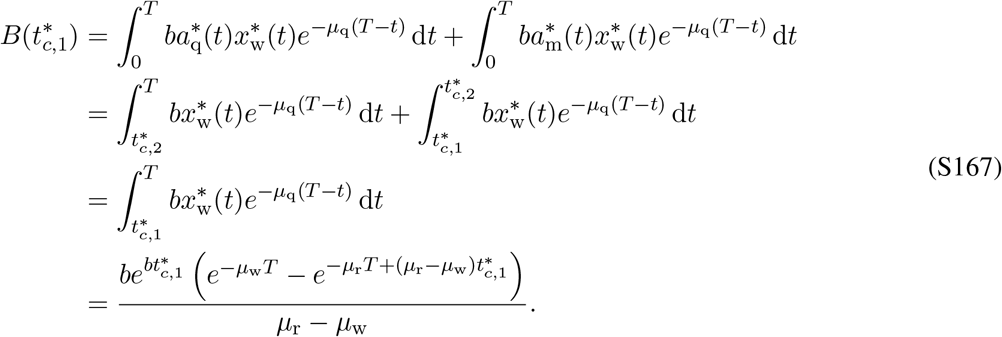 $B(t^*_{c,1}) = \int_0^T b a^*_{\mathrm{q}}(t) x^*_{\mathrm{w}}(t) e^{-\mu_{\mathrm{q}}(T-t)} \, \mathrm{d}t + \int_0^T b a^*_{\mathrm{m}}(t) x^*_{\mathrm{w}}(t) e^{-\mu_{\mathrm{q}}(T-t)} \, \mathrm{d}t$
$= \int_{t^*_{c,2}}^T b x^*_{\mathrm{w}}(t) e^{-\mu_{\mathrm{q}}(T-t)} \, \mathrm{d}t + \int_{t^*_{c,1}}^{t^*_{c,2}} b x^*_{\mathrm{w}}(t) e^{-\mu_{\mathrm{q}}(T-t)} \, \mathrm{d}t$
(S167)
$= \int_{t^*_{c,1}}^T b x^*_{\mathrm{w}}(t) e^{-\mu_{\mathrm{q}}(T-t)} \, \mathrm{d}t$
$= \frac{b e^{b t^*_{c,1}} \left( e^{-\mu_{\mathrm{w}} T} - e^{-\mu_{\mathrm{r}} T + (\mu_{\mathrm{r}} - \mu_{\mathrm{w}}) t^*_{c,1}} \right)}{\mu_{\mathrm{r}} - \mu_{\mathrm{w}}}.$